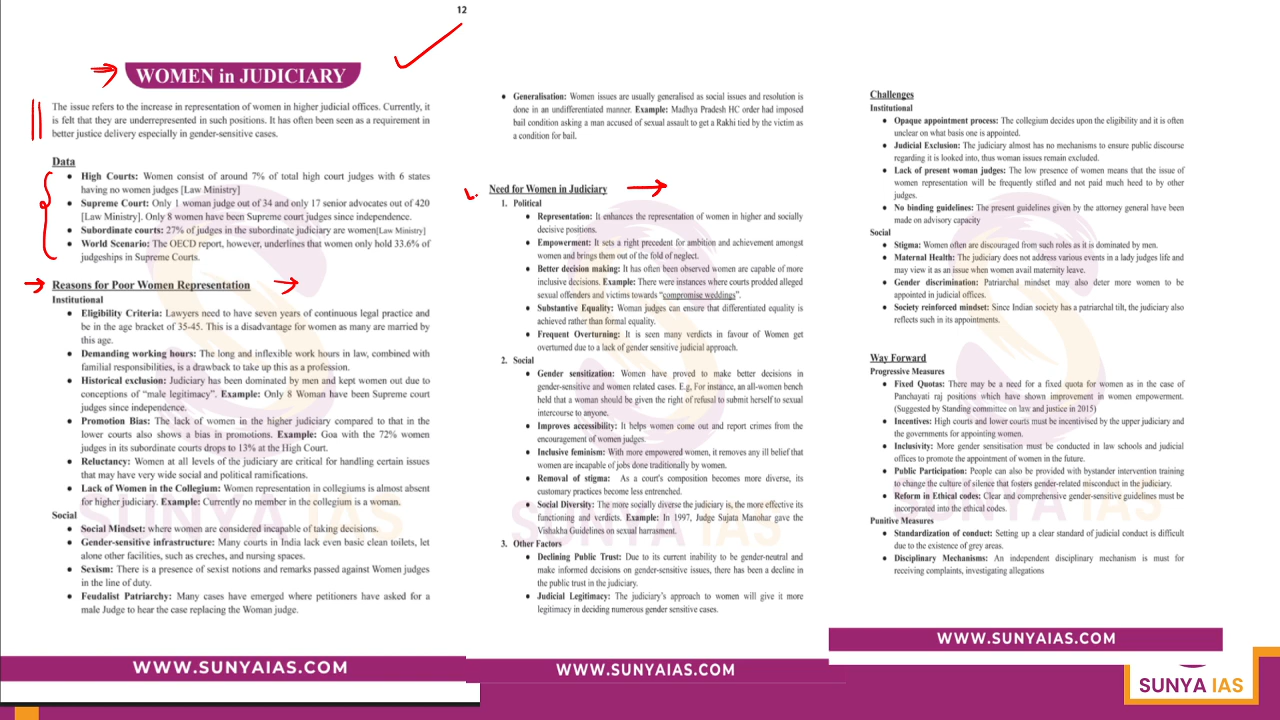 12
WOMEN in JUDICIARY
The issue refers to the increase in representation of women in higher judicial offices. Currently, it
is felt that they are underrepresented in such positions. It has often been seen as a requirement in
better justice delivery especially in gender-sensitive cases.
Data
● High Courts: Women consist of around 7% of total high court judges with 6 states
having no women judges [Law Ministry]
● Supreme Court: Only 1 woman judge out of 34 and only 17 senior advocates out of 420
[Law Ministry]. Only 8 women have been Supreme court judges since independence.
● Subordinate courts: 27% of judges in the subordinate judiciary are women[Law Ministry]
● World Scenario: The OECD report, however, underlines that women only hold 33.6% of
judgeships in Supreme Courts.
Reasons for Poor Women Representation
Institutional
● Eligibility Criteria: Lawyers need to have seven years of continuous legal practice and
be in the age bracket of 35-45. This is a disadvantage for women as many are married by
this age.
● Demanding working hours: The long and inflexible work hours in law, combined with
familial responsibilities, is a drawback to take up this as a profession.
● Historical exclusion: Judiciary has been dominated by men and kept women out due to
conceptions of “male legitimacy”. Example: Only 8 Woman have been Supreme court
judges since independence.
● Promotion Bias: The lack of women in the higher judiciary compared to that in the
lower courts also shows a bias in promotions. Example: Goa with the 72% women
judges in its subordinate courts drops to 13% at the High Court.
● Reluctancy: Women at all levels of the judiciary are critical for handling certain issues
that may have very wide social and political ramifications.
● Lack of Women in the Collegium: Women representation in collegiums is almost absent
for higher judiciary. Example: Currently no member in the collegium is a woman.
Social
● Social Mindset: where women are considered incapable of taking decisions.
● Gender-sensitive infrastructure: Many courts in India lack even basic clean toilets, let
alone other facilities, such as creches, and nursing spaces.
● Sexism: There is a presence of sexist notions and remarks passed against Women judges
in the line of duty.
● Feudalist Patriarchy: Many cases have emerged where petitioners have asked for a
male Judge to hear the case replacing the Woman judge.
WWW.SUNYAIAS.COM
● Generalisation: Women issues are usually generalised as social issues and resolution is
done in an undifferentiated manner. Example: Madhya Pradesh HC order had imposed
bail condition asking a man accused of sexual assault to get a Rakhi tied by the victim as
a condition for bail.
Need for Women in Judiciary
1. Political
● Representation: It enhances the representation of women in higher and socially
decisive positions.
● Empowerment: It sets a right precedent for ambition and achievement amongst
women and brings them out of the fold of neglect.
● Better decision making: It has often been observed women are capable of more
inclusive decisions. Example: There were instances where courts prodded alleged
sexual offenders and victims towards “compromise weddings”.
● Substantive Equality: Woman judges can ensure that differentiated equality is
achieved rather than formal equality.
● Frequent Overturning: It is seen many verdicts in favour of Women get
overturned due to a lack of gender sensitive judicial approach.
2. Social
● Gender sensitization: Women have proved to make better decisions in
gender-sensitive and women related cases. E.g, For instance, an all-women bench
held that a woman should be given the right of refusal to submit herself to sexual
intercourse to anyone.
● Improves accessibility: It helps women come out and report crimes from the
encouragement of women judges.
● Inclusive feminism: With more empowered women, it removes any ill belief that
women are incapable of jobs done traditionally by women.
● Removal of stigma: As a court's composition becomes more diverse, its
customary practices become less entrenched.
● Social Diversity: The more socially diverse the judiciary is, the more effective its
functioning and verdicts. Example: In 1997, Judge Sujata Manohar gave the
Vishakha Guidelines on sexual harrasment.
3. Other Factors
● Declining Public Trust: Due to its current inability to be gender-neutral and
make informed decisions on gender-sensitive issues, there has been a decline in
the public trust in the judiciary.
● Judicial Legitimacy: The judiciary's approach to women will give it more
legitimacy in deciding numerous gender sensitive cases.
WWW.SUNYAIAS.COM
Challenges
Institutional
● Opaque appointment process: The collegium decides upon the eligibility and it is often
unclear on what basis one is appointed.
● Judicial Exclusion: The judiciary almost has no mechanisms to ensure public discourse
regarding it is looked into, thus woman issues remain excluded.
● Lack of present woman judges: The low presence of women means that the issue of
women representation will be frequently stifled and not paid much heed to by other
judges.
● No binding guidelines: The present guidelines given by the attorney general have been
made on advisory capacity
Social
● Stigma: Women often are discouraged from such roles as it is dominated by men.
● Maternal Health: The judiciary does not address various events in a lady judges life and
may view it as an issue when women avail maternity leave.
● Gender discrimination: Patriarchal mindset may also deter more women to be
appointed in judicial offices.
● Society reinforced mindset: Since Indian society has a patriarchal tilt, the judiciary also
reflects such in its appointments.
Way Forward
Progressive Measures
● Fixed Quotas: There may be a need for a fixed quota for women as in the case of
Panchayati raj positions which have shown improvement in women empowerment.
(Suggested by Standing committee on law and justice in 2015)
● Incentives: High courts and lower courts must be incentivised by the upper judiciary and
the governments for appointing women.
● Inclusivity: More gender sensitisation must be conducted in law schools and judicial
offices to promote the appointment of women in the future.
● Public Participation: People can also be provided with bystander intervention training
to change the culture of silence that fosters gender-related misconduct in the judiciary.
● Reform in Ethical codes: Clear and comprehensive gender-sensitive guidelines must be
incorporated into the ethical codes.
Punitive Measures
● Standardization of conduct: Setting up a clear standard of judicial conduct is difficult
due to the existence of grey areas.
● Disciplinary Mechanisms: An independent disciplinary mechanism is must for
receiving complaints, investigating allegations
WWW.SUNYAIAS.COM
SUNYA IAS